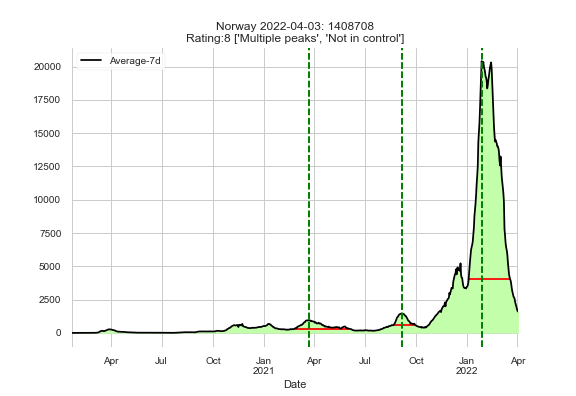 Norway 2022-04-03: 1408708
Rating:8 ['Multiple peaks', 'Not in control']
Average-7d
20000
17500
15000
12500
10000
7500
5000
2500
0
Apr Jul Oct Jan Apr Jul Oct Jan Apr
2021 2022
Date